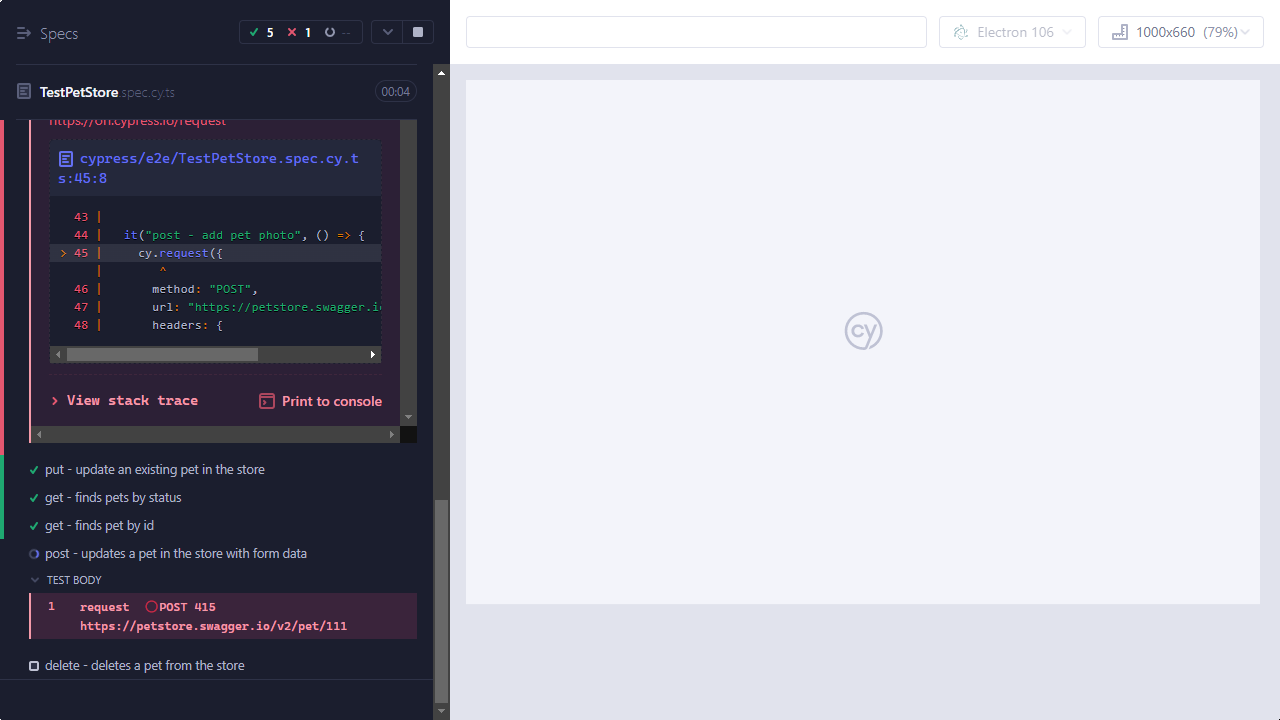 Specs
5
1
--
Electron 106
1000x660 (79%)
TestPetStore.spec.cy.ts
00:04
https://on.cypress.io/request
cypress/e2e/TestPetStore.spec.cy.t
s:45:8
43 |
44 | it("post - add pet photo", () => {
> 45 | cy.request({
| ^
46 | method: "POST",
47 | url: "https://petstore.swagger.i
48 | headers: {
> View stack trace
Print to console
put - update an existing pet in the store
get - finds pets by status
get - finds pet by id
post - updates a pet in the store with form data
TEST BODY
1 request POST 415
https://petstore.swagger.io/v2/pet/111
delete - deletes a pet from the store
cy